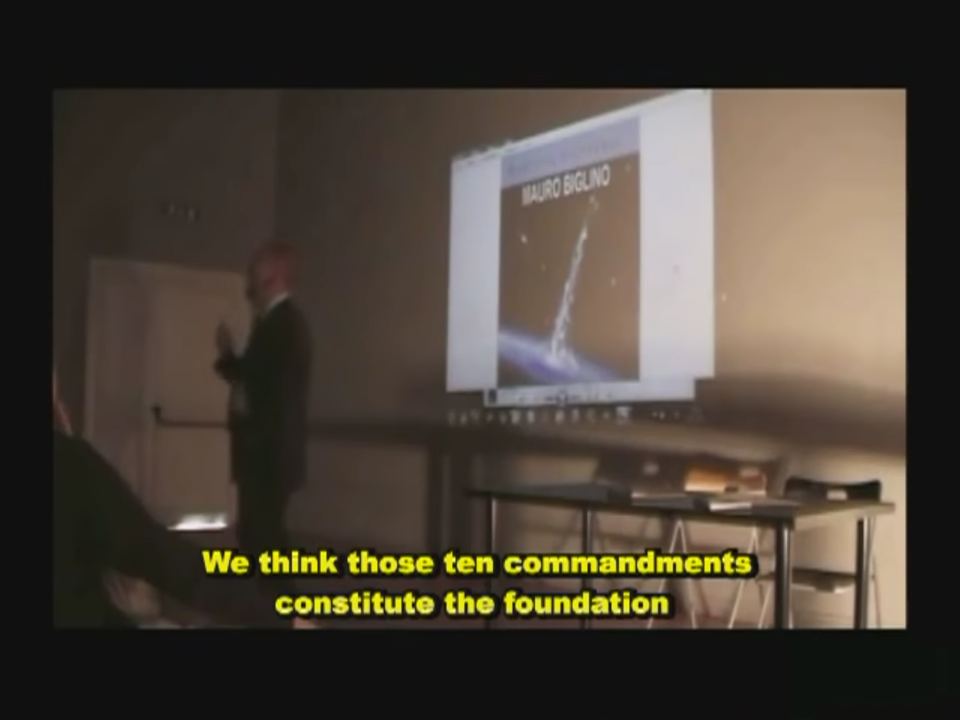 MAURO BIGLINO
We think those ten commandments
constitute the foundation